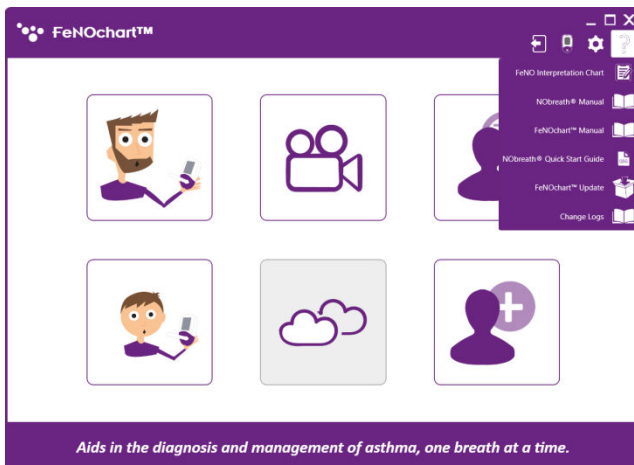 FeNOchart™
FeNO Interpretation Chart
NObreath® Manual
FeNOchart™ Manual
NObreath® Quick Start Guide
QSG
FeNOchart™ Update
Change Logs
Aids in the diagnosis and management of asthma, one breath at a time.